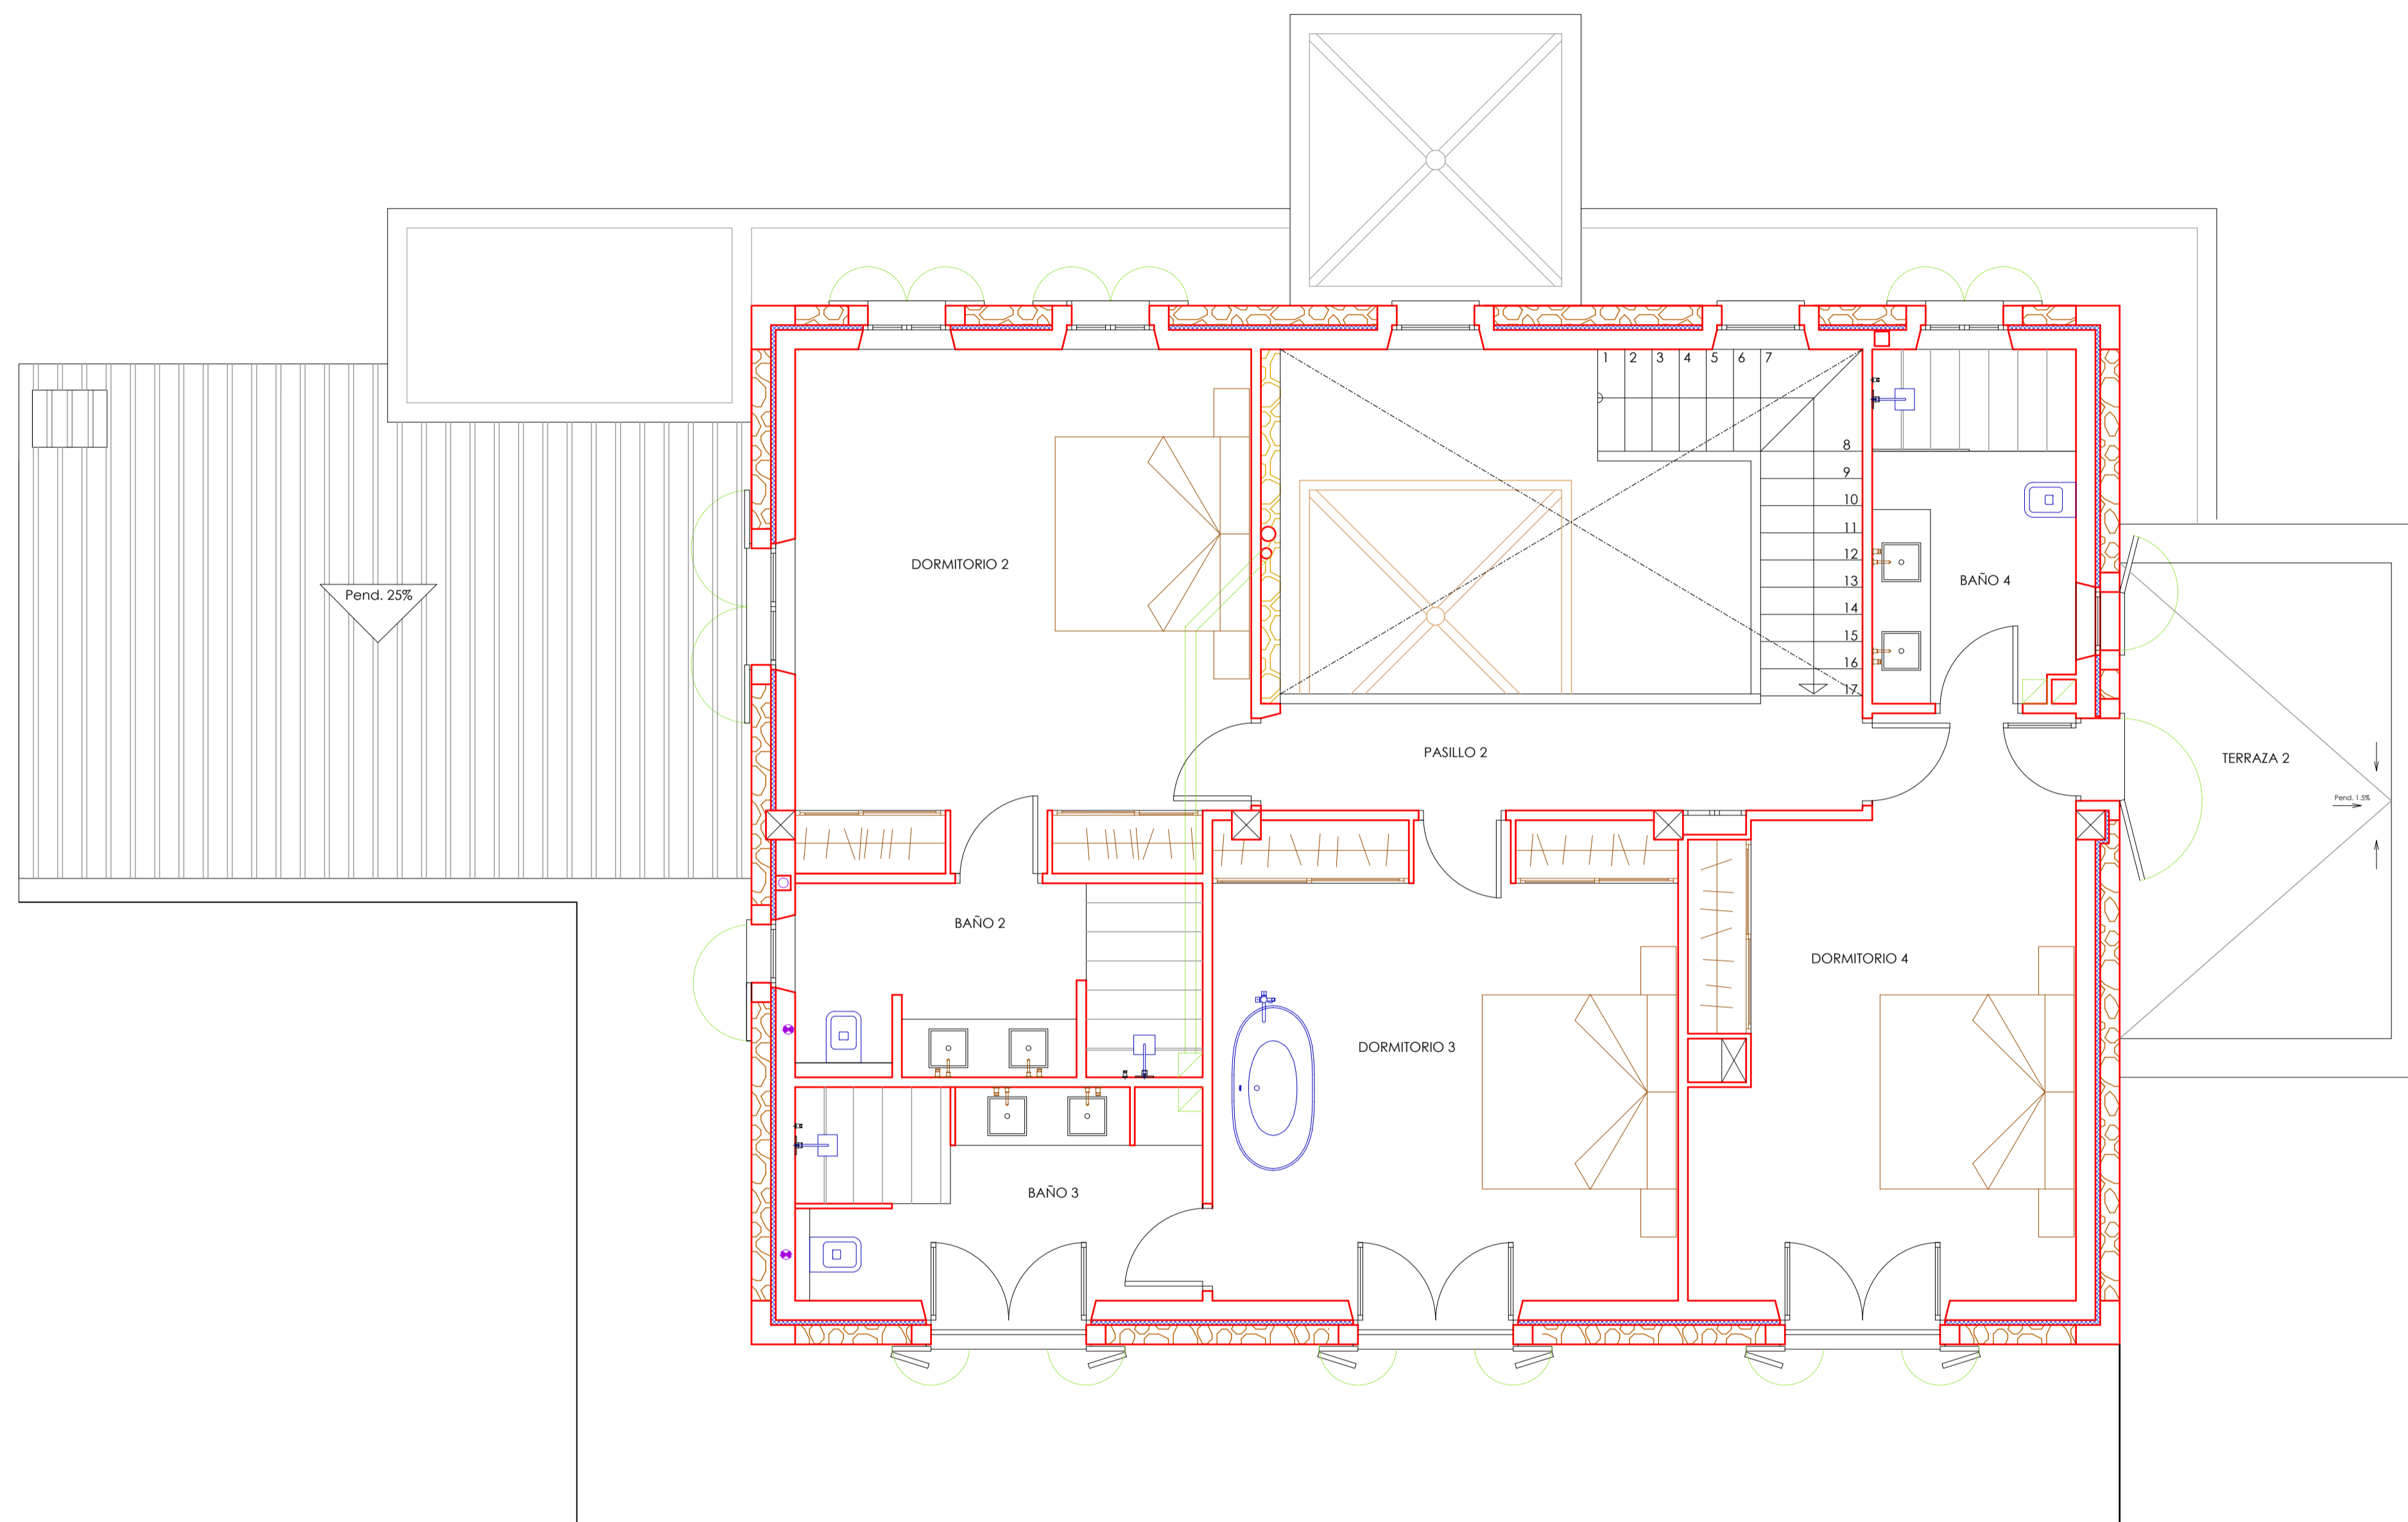 1 2 3 4 5 6 7
8
9
10
11
12
13
14
15
16
17
DORMITORIO 2
Pend. 25%
BAÑO 4
PASILLO 2
TERRAZA 2
Pend. 1.5%
BAÑO 2
DORMITORIO 4
DORMITORIO 3
BAÑO 3